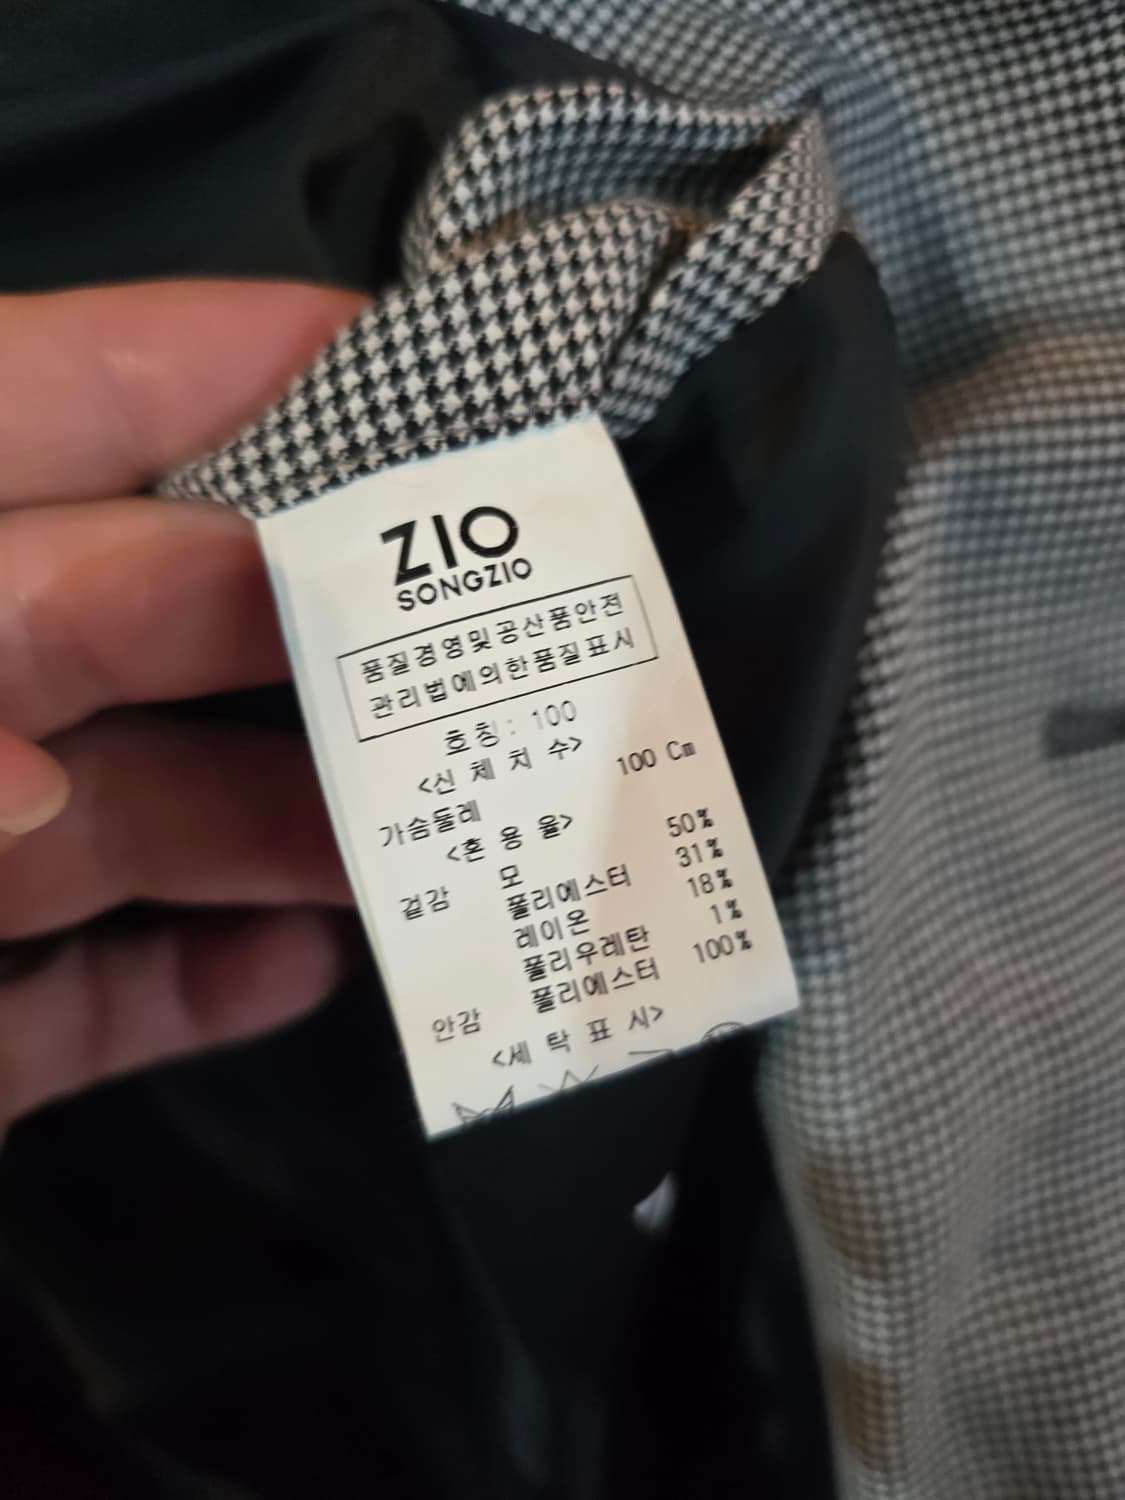 ZIO
SONGZIO
품질경영및공산품안전
관리법에의한품질표시
호칭: 100
<신 체 치 수>
가슴둘레 100 Cm
<혼 용 율>
겉감 모 50%
폴리에스터 31%
레이온 18%
폴리우레탄 1%
안감 폴리에스터 100%
<세 탁 표 시>